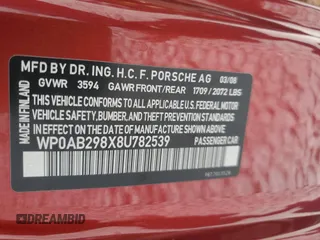 MADE IN FINLAND
MFD BY DR. ING. H.C. F. PORSCHE AG 03/08
GVWR 3594 GAWR FRONT/REAR 1709 / 2072 LBS
THIS VEHICLE CONFORMS TO ALL APPLICABLE U.S. FEDERAL MOTOR
VEHICLE SAFETY, BUMPER, AND THEFT PREVENTION STANDARDS
IN EFFECT ON THE DATE OF MANUFACTURE SHOWN ABOVE.
WP0AB298X8U782539 PASSENGER CAR
DREAMBID